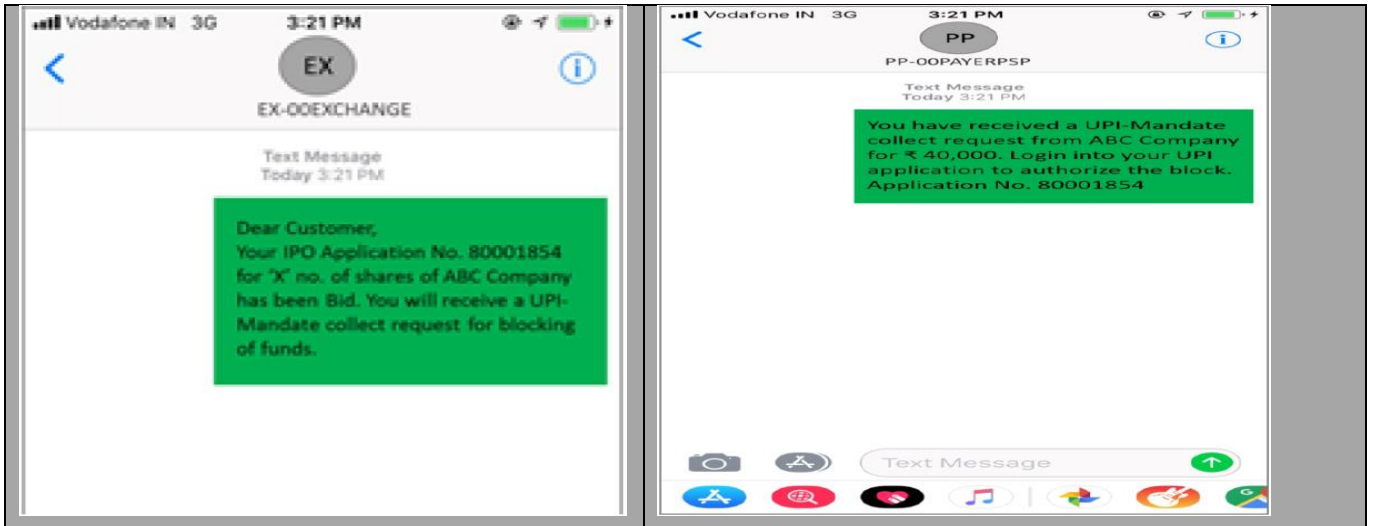 Vodafone IN 3G 3:21 PM
EX
EX-OOEXCHANGE
Text Message
Today 3:21 PM
Dear Customer,
Your IPO Application No. 80001854
for 'X' no. of shares of ABC Company
has been Bid. You will receive a UPI-
Mandate collect request for blocking
of funds.
Vodafone IN 3G 3:21 PM
PP
PP-OOPAYERPSP
Text Message
Today 3:21 PM
You have received a UPI-Mandate
collect request from ABC Company
for ₹ 40,000. Login into your UPI
application to authorize the block.
Application No. 80001854
Text Message